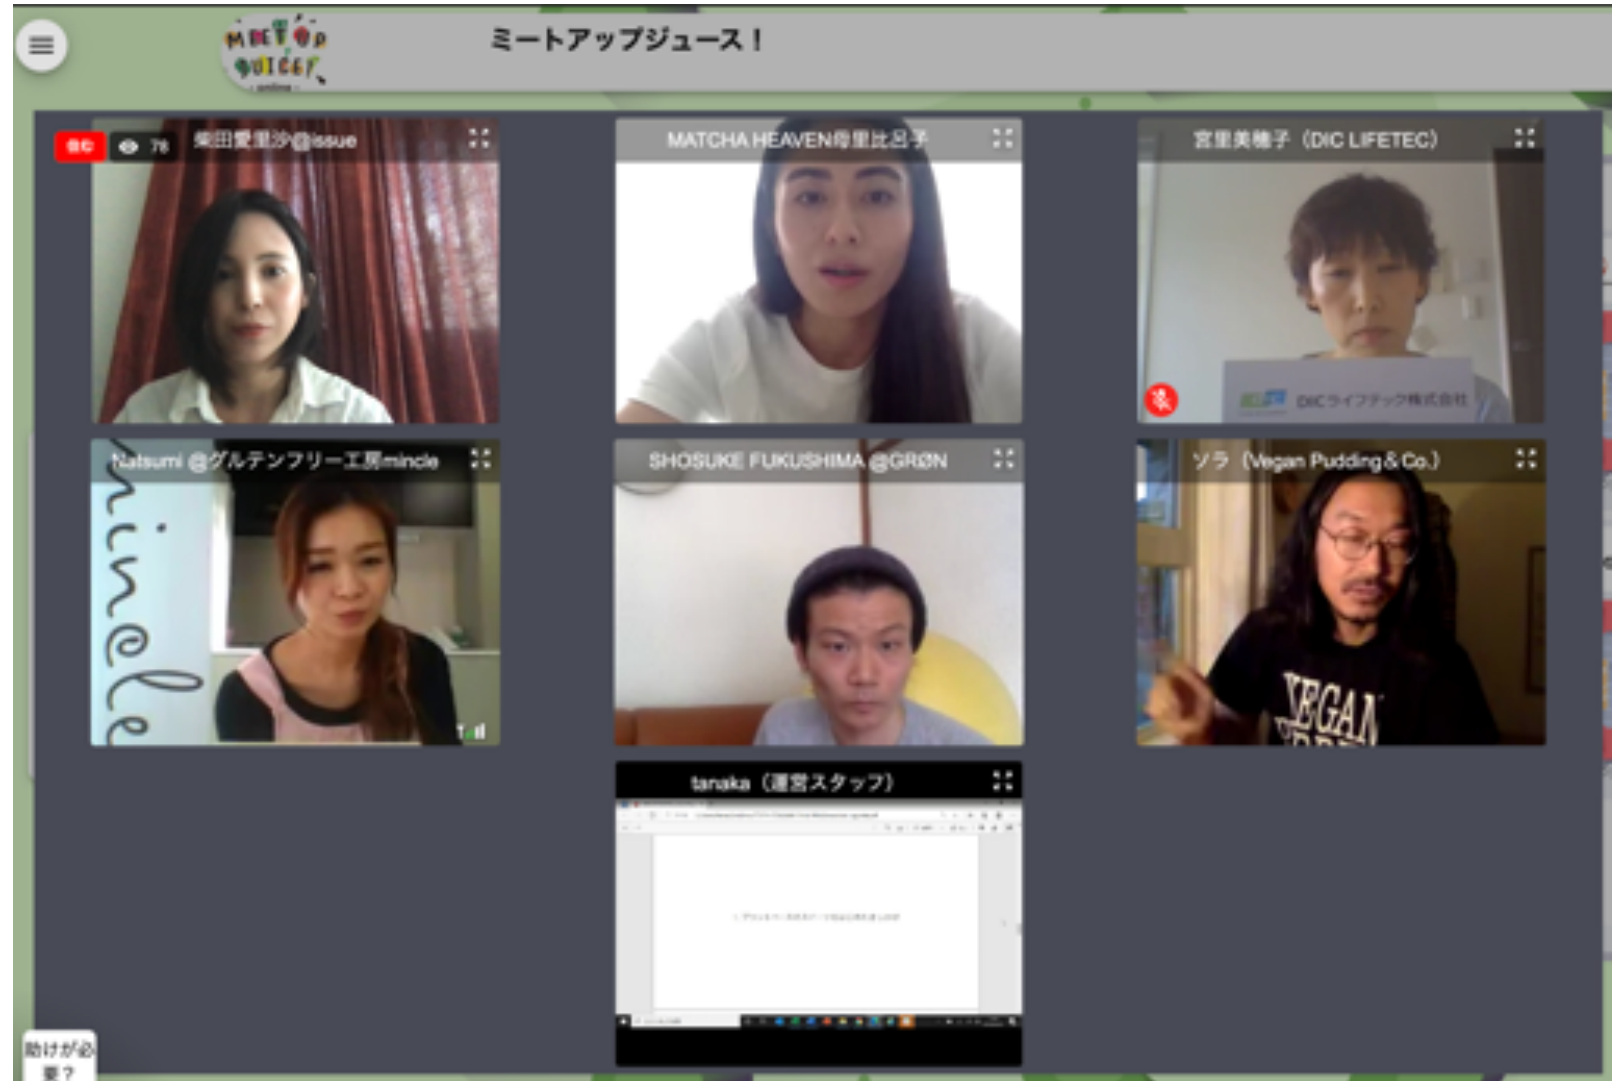 MEETUP
JUICE!
- online -
ミートアップジュース！
78
柴田愛里沙@issue
MATCHA HEAVEN母里比呂子
宮里美穂子（DIC LIFETEC）
DICライフテック株式会社
Natsumi @グルテンフリー工房mincle
mincle
SHOSUKE FUKUSHIMA @GRØN
ソラ（Vegan Pudding＆Co.）
VEGAN
tanaka（運営スタッフ）
助けが必
要？